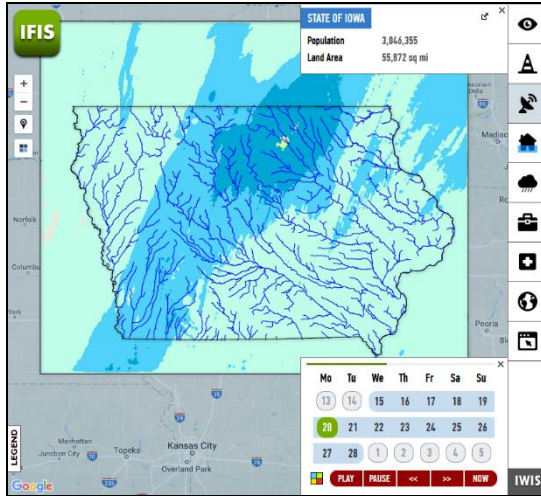 IFIS
STATE OF IOWA
Population 3,046,355
Land Area 55,872 sq mi
+
−
Madisc
Norfolk
Columbu
York
Peoria
Manhattan
Junction City
Topeka
Kansas City
Overland Park
LEGEND
Google
Mo Tu We Th Fr Sa Su
13 14 15 16 17 18 19
20 21 22 23 24 25 26
27 28 1 2 3 4 5
PLAY PAUSE << >> NOW
IWIS